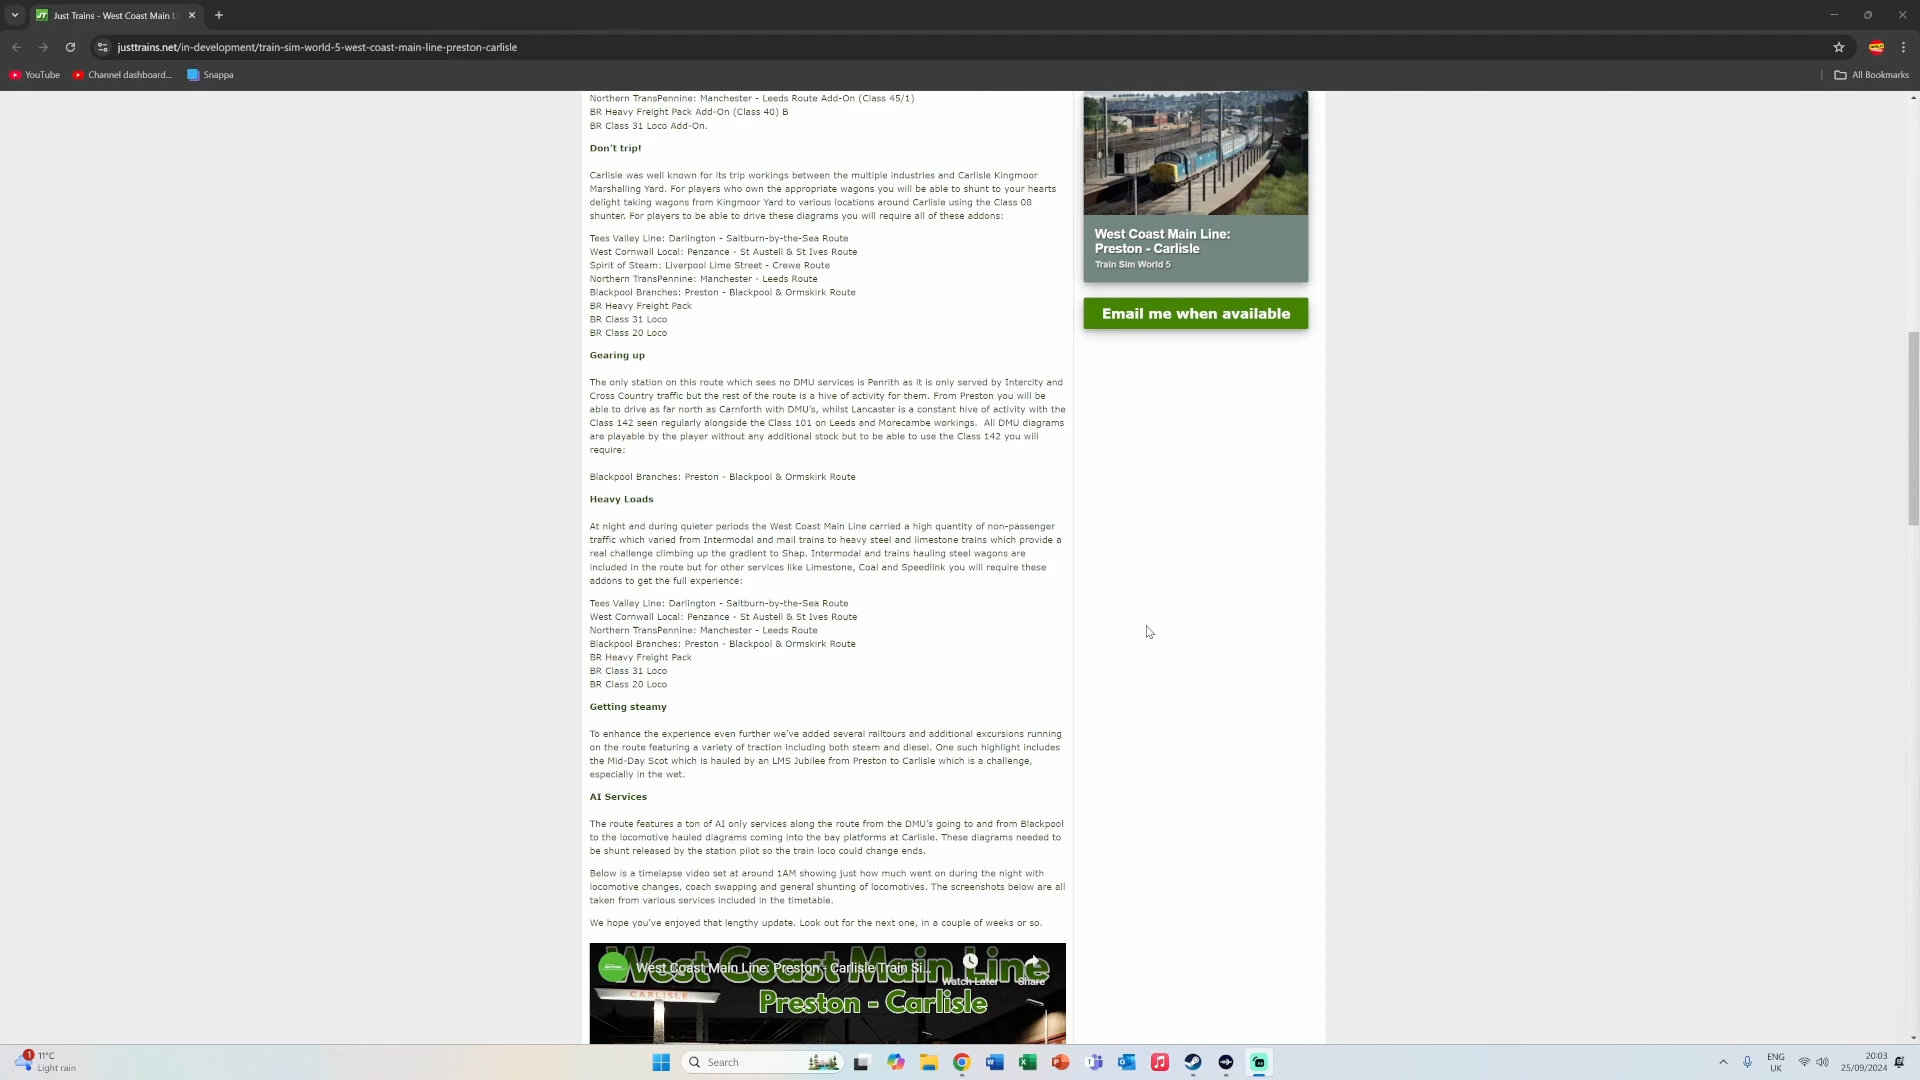 Just Trains - West Coast Main Li
justtrains.net/in-development/train-sim-world-5-west-coast-main-line-preston-carlisle
YouTube
Channel dashboard...
Snappa
All Bookmarks
Northern TransPennine: Manchester - Leeds Route Add-On (Class 45/1)
BR Heavy Freight Pack Add-On (Class 40) B
BR Class 31 Loco Add-On.
Don't trip!
Carlisle was well known for its trip workings between the multiple industries and Carlisle Kingmoor
Marshalling Yard. For players who own the appropriate wagons you will be able to shunt to your hearts
delight taking wagons from Kingmoor Yard to various locations around Carlisle using the Class 08
shunter. For players to be able to drive these diagrams you will require all of these addons:
Tees Valley Line: Darlington - Saltburn-by-the-Sea Route
West Cornwall Local: Penzance - St Austell & St Ives Route
Spirit of Steam: Liverpool Lime Street - Crewe Route
Northern TransPennine: Manchester - Leeds Route
Blackpool Branches: Preston - Blackpool & Ormskirk Route
BR Heavy Freight Pack
BR Class 31 Loco
BR Class 20 Loco
Gearing up
The only station on this route which sees no DMU services is Penrith as it is only served by Intercity and
Cross Country traffic but the rest of the route is a hive of activity for them. From Preston you will be
able to drive as far north as Carnforth with DMU's, whilst Lancaster is a constant hive of activity with the
Class 142 seen regularly alongside the Class 101 on Leeds and Morecambe workings. All DMU diagrams
are playable by the player without any additional stock but to be able to use the Class 142 you will
require:
Blackpool Branches: Preston - Blackpool & Ormskirk Route
Heavy Loads
At night and during quieter periods the West Coast Main Line carried a high quantity of non-passenger
traffic which varied from Intermodal and mail trains to heavy steel and limestone trains which provide a
real challenge climbing up the gradient to Shap. Intermodal and trains hauling steel wagons are
included in the route but for other services like Limestone, Coal and Speedlink you will require these
addons to get the full experience:
Tees Valley Line: Darlington - Saltburn-by-the-Sea Route
West Cornwall Local: Penzance - St Austell & St Ives Route
Northern TransPennine: Manchester - Leeds Route
Blackpool Branches: Preston - Blackpool & Ormskirk Route
BR Heavy Freight Pack
BR Class 31 Loco
BR Class 20 Loco
Getting steamy
To enhance the experience even further we've added several railtours and additional excursions running
on the route featuring a variety of traction including both steam and diesel. One such highlight includes
the Mid-Day Scot which is hauled by an LMS Jubilee from Preston to Carlisle which is a challenge,
especially in the wet.
AI Services
The route features a ton of AI only services along the route from the DMU's going to and from Blackpool
to the locomotive hauled diagrams coming into the bay platforms at Carlisle. These diagrams needed to
be shunt released by the station pilot so the train loco could change ends.
Below is a timelapse video set at around 1AM showing just how much went on during the night with
locomotive changes, coach swapping and general shunting of locomotives. The screenshots below are all
taken from various services included in the timetable.
We hope you've enjoyed that lengthy update. Look out for the next one, in a couple of weeks or so.
West Coast Main Line
West Coast Main Line: Preston - Carlisle Train Si...
Watch Later
Share
Preston - Carlisle
CARLISLE
West Coast Main Line:
Preston - Carlisle
Train Sim World 5
Email me when available
1
11°C
Light rain
Search
ENG
UK
20:03
25/09/2024